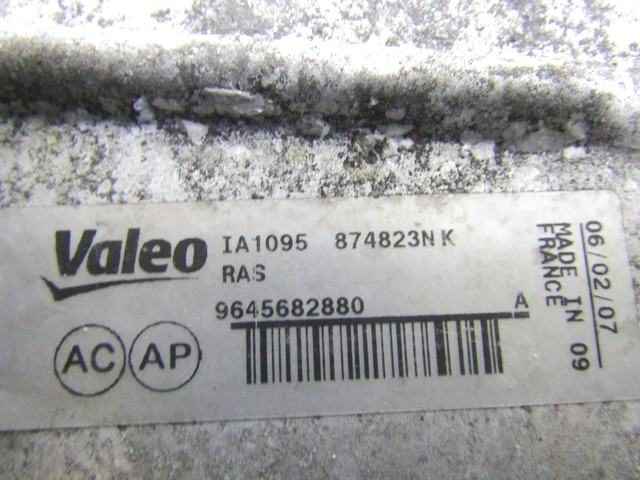 Valeo IA1095 874823NK
RAS
9645682880 A
AC AP
06/02/07
MADE IN 09
FRANCE